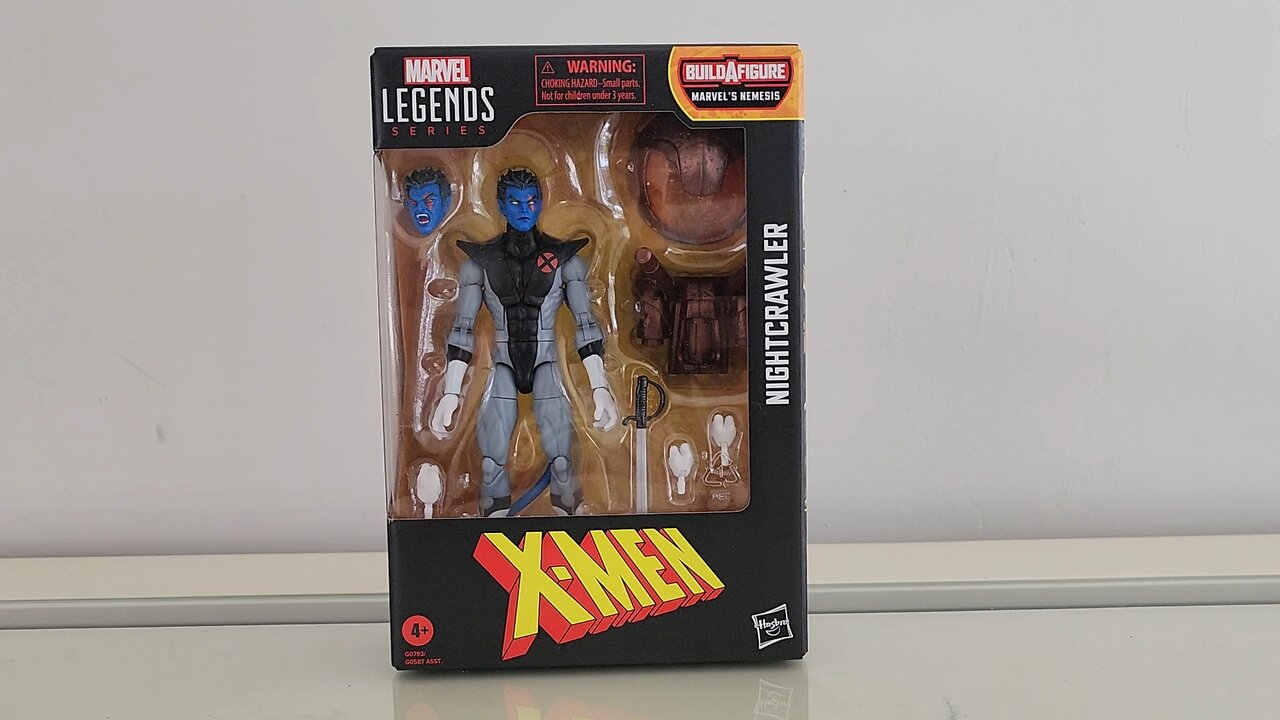 MARVEL
LEGENDS
SERIES
WARNING:
CHOKING HAZARD–Small parts.
Not for children under 3 years.
BUILDAFIGURE
MARVEL'S NEMESIS
NIGHTCRAWLER
X-MEN
4+
G0793/
G0587 ASST.
Hasbro